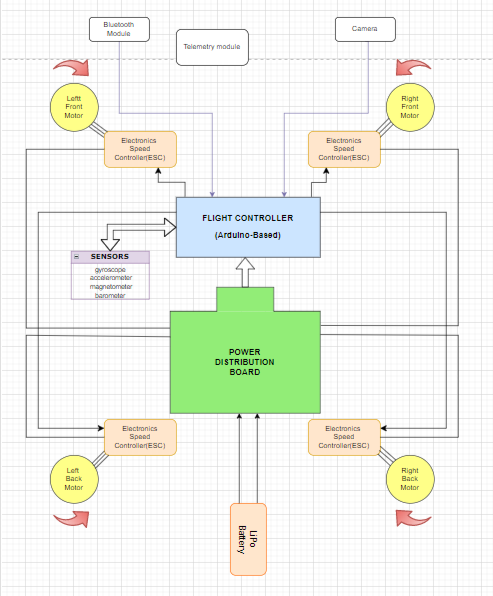 Bluetooth
Module
Telemetry module
Camera
Leftt
Front
Motor
Right
Front
Motor
Electronics
Speed
Controller(ESC)
Electronics
Speed
Controller(ESC)
FLIGHT CONTROLLER
(Arduino-Based)
SENSORS
gyroscope
accelerometer
magnetometer
barometer
POWER
DISTRIBUTION
BOARD
Electronics
Speed
Controller(ESC)
Electronics
Speed
Controller(ESC)
Left
Back
Motor
Right
Back
Motor
LiPo
Battery